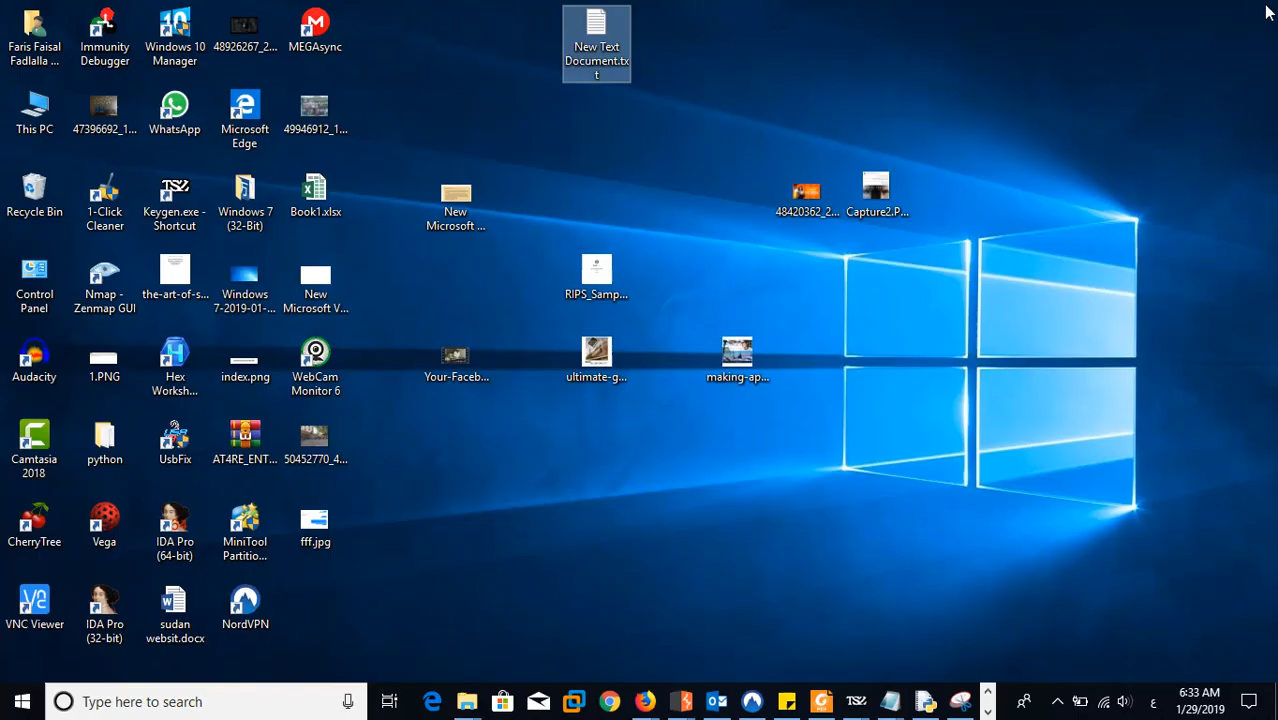 Faris Faisal
Fadlalla ...
Immunity
Debugger
Windows 10
Manager
48926267_2...
MEGAsync
New Text
Document.tx
t
This PC
47396692_1...
WhatsApp
Microsoft
Edge
49946912_1...
Recycle Bin
1-Click
Cleaner
TSZ
Keygen.exe -
Shortcut
Windows 7
(32-Bit)
Book1.xlsx
New
Microsoft ...
48420362_2...
Capture2.P...
Control
Panel
Nmap -
Zenmap GUI
the-art-of-s...
Windows
7-2019-01-...
New
Microsoft V...
RIPS_Samp...
Audacity
1.PNG
Hex
Worksh...
index.png
WebCam
Monitor 6
Your-Faceb...
ultimate-g...
making-ap...
Camtasia
2018
python
UsbFix
AT4RE_ENT...
50452770_4...
CherryTree
Vega
64
IDA Pro
(64-bit)
MiniTool
Partitio...
fff.jpg
VNC Viewer
IDA Pro
(32-bit)
sudan
websit.docx
NordVPN
Type here to search
TSZ
ع
6:33 AM
1/29/2019